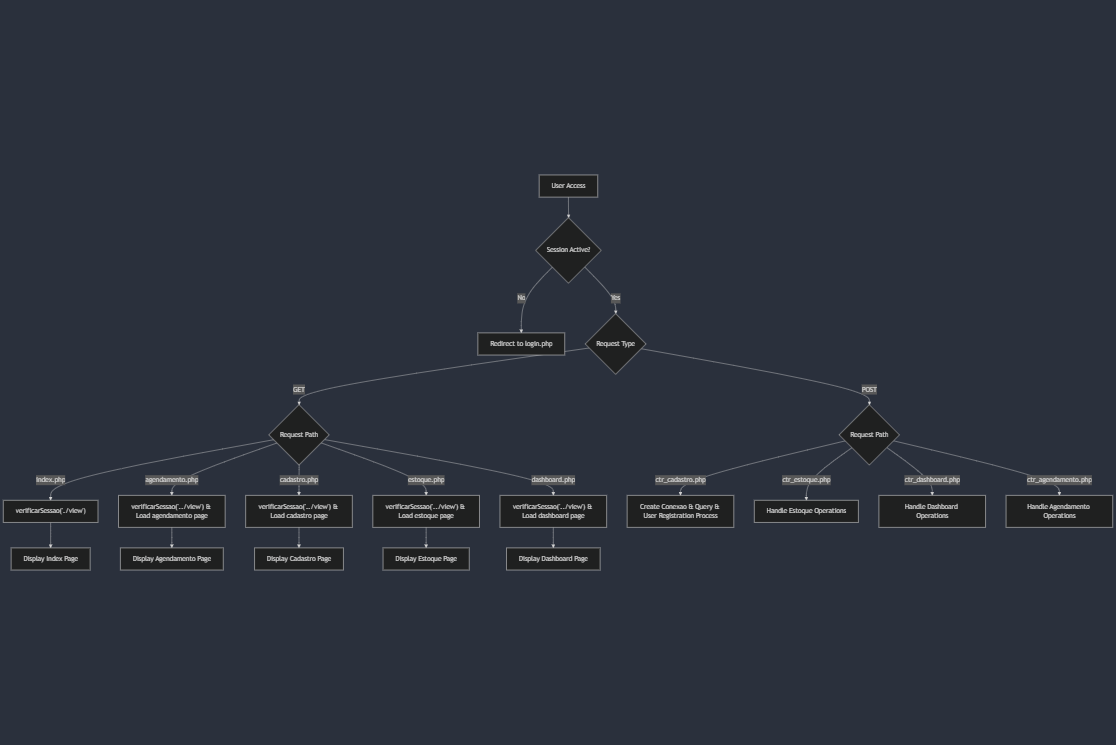 User Access
Session Active?
No
Yes
Redirect to login.php
Request Type
GET
POST
Request Path
Request Path
index.php
agendamento.php
cadastro.php
estoque.php
dashboard.php
ctr_cadastro.php
ctr_estoque.php
ctr_dashboard.php
ctr_agendamento.php
verificarSessao('../view')
verificarSessao('.../view') &
Load agendamento page
verificarSessao('.../view') &
Load cadastro page
verificarSessao('.../view') &
Load estoque page
verificarSessao('.../view') &
Load dashboard page
Create Conexao & Query &
User Registration Process
Handle Estoque Operations
Handle Dashboard
Operations
Handle Agendamento
Operations
Display Index Page
Display Agendamento Page
Display Cadastro Page
Display Estoque Page
Display Dashboard Page